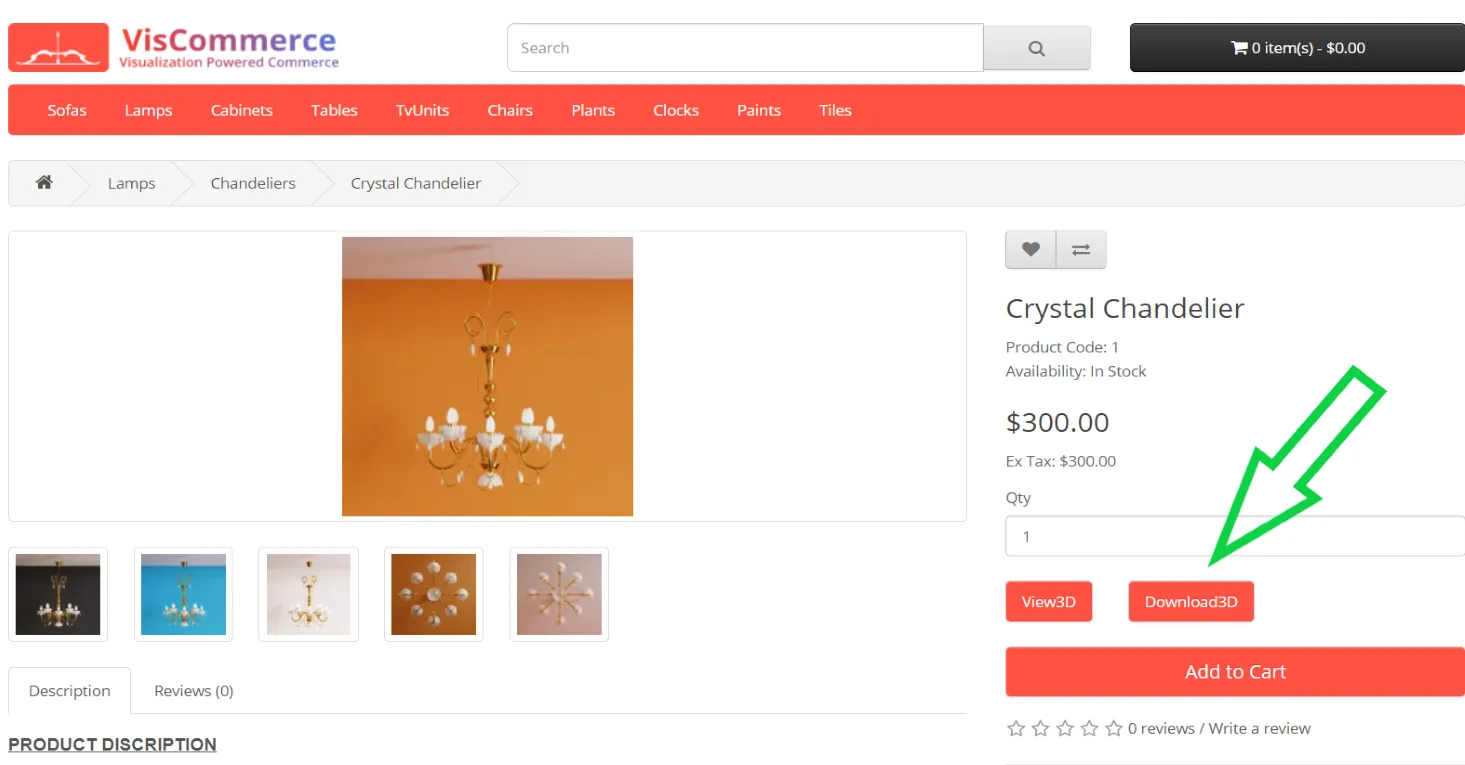 VisCommerce
Visualization Powered Commerce
Search
0 item(s) - $0.00
Sofas Lamps Cabinets Tables TvUnits Chairs Plants Clocks Paints Tiles
Lamps Chandeliers Crystal Chandelier
Crystal Chandelier
Product Code: 1
Availability: In Stock
$300.00
Ex Tax: $300.00
Qty
1
View3D Download3D
Add to Cart
0 reviews / Write a review
Description Reviews (0)
PRODUCT DISCRIPTION